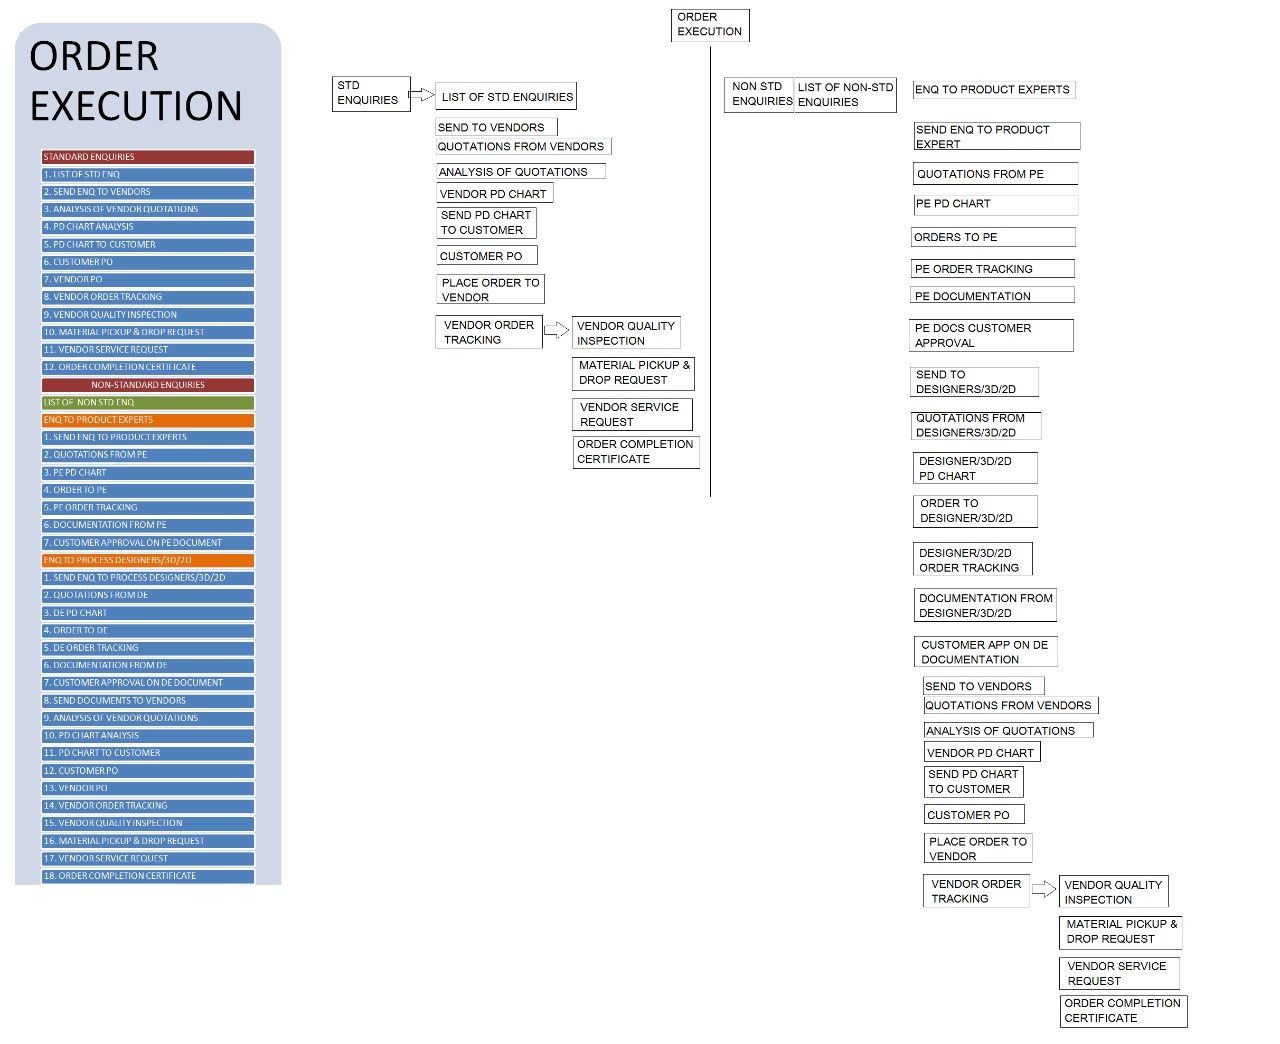 ORDER
EXECUTION
STANDARD ENQUIRIES
1. LIST OF STD ENQ
2. SEND ENQ TO VENDORS
3. ANALYSIS OF VENDOR QUOTATIONS
4. PD CHART ANALYSIS
5. PD CHART TO CUSTOMER
6. CUSTOMER PO
7. VENDOR PO
8. VENDOR ORDER TRACKING
9. VENDOR QUALITY INSPECTION
10. MATERIAL PICKUP & DROP REQUEST
11. VENDOR SERVICE REQUEST
12. ORDER COMPLETION CERTIFICATE
NON-STANDARD ENQUIRIES
LIST OF NON STD ENQ
ENQ TO PRODUCT EXPERTS
1. SEND ENQ TO PRODUCT EXPERTS
2. QUOTATIONS FROM PE
3. PE PD CHART
4. ORDER TO PE
5. PE ORDER TRACKING
6. DOCUMENTATION FROM PE
7. CUSTOMER APPROVAL ON PE DOCUMENT
ENQ TO PROCESS DESIGNERS/3D/2D
1. SEND ENQ TO PROCESS DESIGNERS/3D/2D
2. QUOTATIONS FROM DE
3. DE PD CHART
4. ORDER TO DE
5. DE ORDER TRACKING
6. DOCUMENTATION FROM DE
7. CUSTOMER APPROVAL ON DE DOCUMENT
8. SEND DOCUMENTS TO VENDORS
9. ANALYSIS OF VENDOR QUOTATIONS
10. PD CHART ANALYSIS
11. PD CHART TO CUSTOMER
12. CUSTOMER PO
13. VENDOR PO
14. VENDOR ORDER TRACKING
15. VENDOR QUALITY INSPECTION
16. MATERIAL PICKUP & DROP REQUEST
17. VENDOR SERVICE REQUEST
18. ORDER COMPLETION CERTIFICATE
ORDER
EXECUTION
STD
ENQUIRIES
LIST OF STD ENQUIRIES
SEND TO VENDORS
QUOTATIONS FROM VENDORS
ANALYSIS OF QUOTATIONS
VENDOR PD CHART
SEND PD CHART
TO CUSTOMER
CUSTOMER PO
PLACE ORDER TO
VENDOR
VENDOR ORDER
TRACKING
VENDOR QUALITY
INSPECTION
MATERIAL PICKUP &
DROP REQUEST
VENDOR SERVICE
REQUEST
ORDER COMPLETION
CERTIFICATE
NON STD
ENQUIRIES
LIST OF NON-STD
ENQUIRIES
ENQ TO PRODUCT EXPERTS
SEND ENQ TO PRODUCT
EXPERT
QUOTATIONS FROM PE
PE PD CHART
ORDERS TO PE
PE ORDER TRACKING
PE DOCUMENTATION
PE DOCS CUSTOMER
APPROVAL
SEND TO
DESIGNERS/3D/2D
QUOTATIONS FROM
DESIGNERS/3D/2D
DESIGNER/3D/2D
PD CHART
ORDER TO
DESIGNER/3D/2D
DESIGNER/3D/2D
ORDER TRACKING
DOCUMENTATION FROM
DESIGNER/3D/2D
CUSTOMER APP ON DE
DOCUMENTATION
SEND TO VENDORS
QUOTATIONS FROM VENDORS
ANALYSIS OF QUOTATIONS
VENDOR PD CHART
SEND PD CHART
TO CUSTOMER
CUSTOMER PO
PLACE ORDER TO
VENDOR
VENDOR ORDER
TRACKING
VENDOR QUALITY
INSPECTION
MATERIAL PICKUP &
DROP REQUEST
VENDOR SERVICE
REQUEST
ORDER COMPLETION
CERTIFICATE